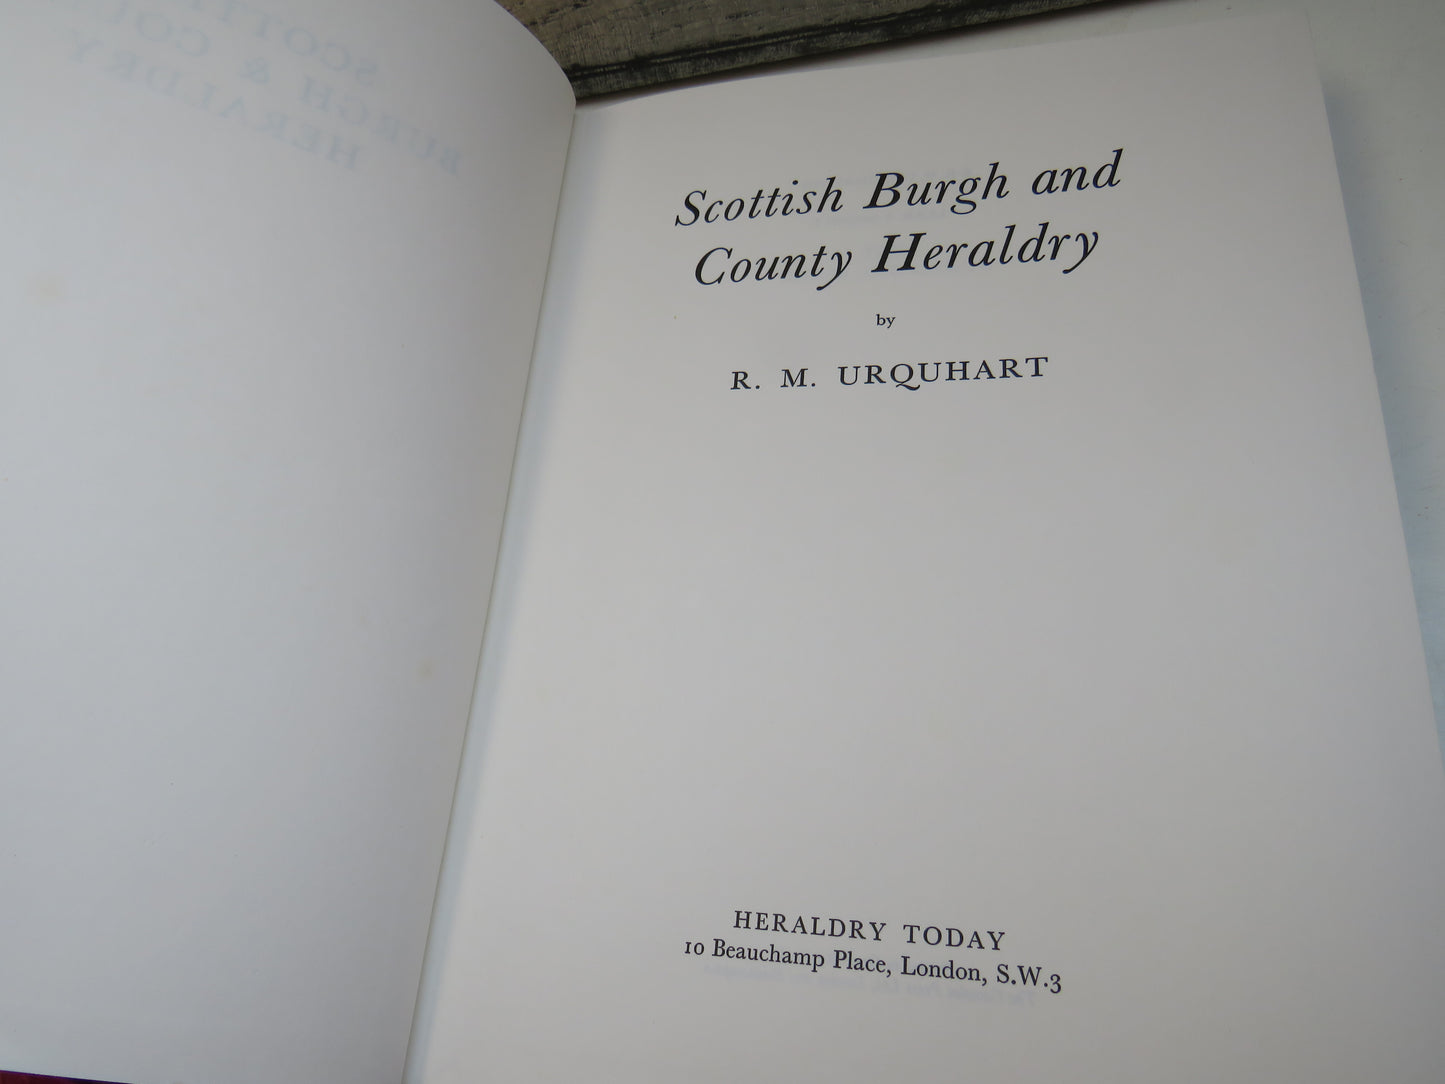 Scottish Burgh and
County Heraldry
by
R. M. URQUHART
HERALDRY TODAY
10 Beauchamp Place, London, S.W.3